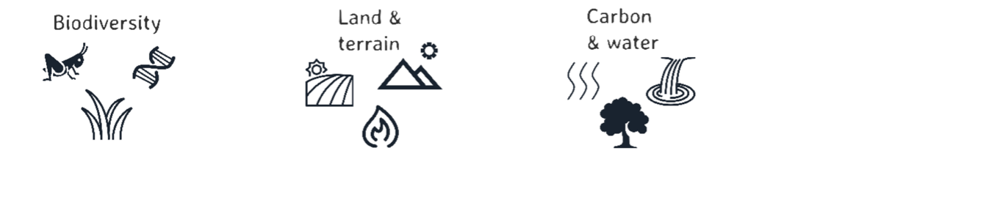 Biodiversity
Land &
terrain
Carbon
& water